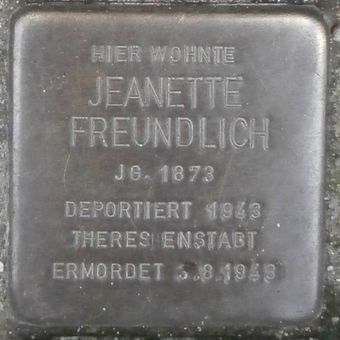 HIER WOHNTE
JEANETTE
FREUNDLICH
JG. 1873
DEPORTIERT 1943
THERESIENSTADT
ERMORDET 3.8.1943